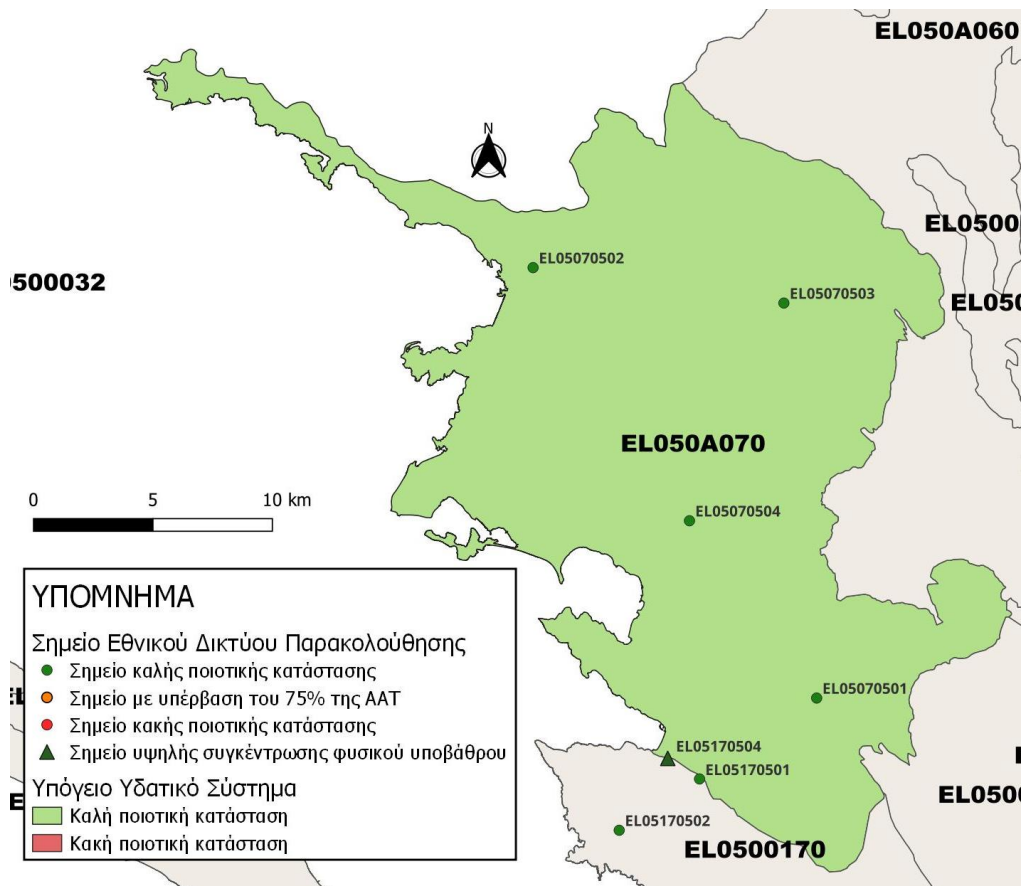 EL050A060
N
EL0500
EL05070502
500032
EL05070503
EL050
EL050A070
0 5 10 km
EL05070504
ΥΠΟΜΝΗΜΑ
Σημείο Εθνικού Δικτύου Παρακολούθησης
Σημείο καλής ποιοτικής κατάστασης
Σημείο με υπέρβαση του 75% της ΑΑΤ
Σημείο κακής ποιοτικής κατάστασης
Σημείο υψηλής συγκέντρωσης φυσικού υποβάθρου
Υπόγειο Υδατικό Σύστημα
Καλή ποιοτική κατάσταση
Κακή ποιοτική κατάσταση
EL05070501
EL05170504
EL05170501
EL0500
EL05170502
EL0500170